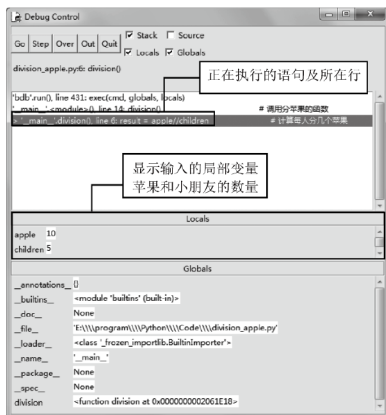 Debug Control
Go Step Over Out Quit
Stack Source
Locals Globals
division_apple.py:6: division()
正在执行的语句及所在行
'bdb'.run(), line 431: exec(cmd, globals, locals)
'__main__'.<module>(), line 14: division() # 调用分苹果的函数
> '__main__'.division(), line 6: result = apple//children # 计算每人分几个苹果
显示输入的局部变量
苹果和小朋友的数量
Locals
apple 10
children 5
Globals
__annotations__ {}
__builtins__ <module 'builtins' (built-in)>
__doc__ None
__file__ 'E:\\\\program\\\\Python\\\\Code\\\\division_apple.py'
__loader__ <class '_frozen_importlib.BuiltinImporter'>
__name__ '__main__'
__package__ None
__spec__ None
division <function division at 0x0000000002061E18>